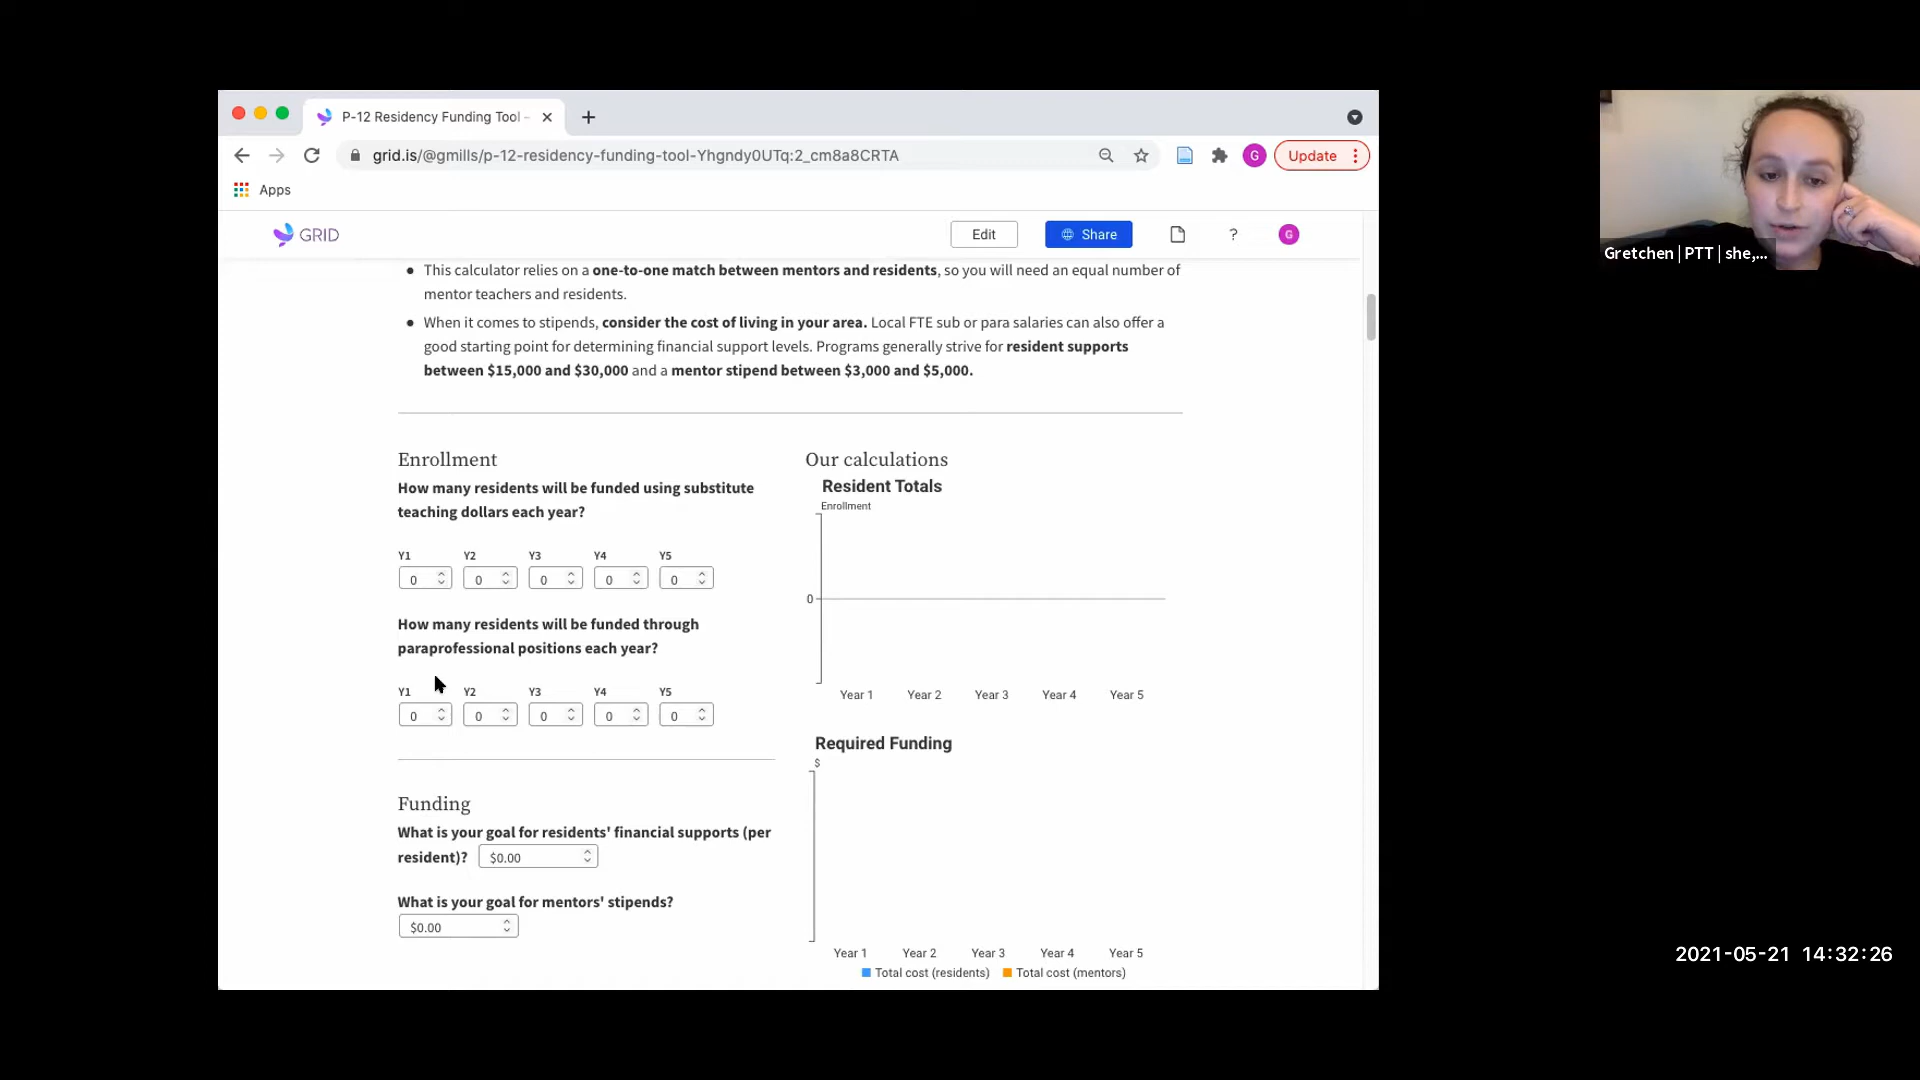 P-12 Residency Funding Tool -
grid.is/@gmills/p-12-residency-funding-tool-Yhgndy0UTq:2_cm8a8CRTA
G
Update
Apps
GRID
Edit
Share
?
G
This calculator relies on a one-to-one match between mentors and residents, so you will need an equal number of
mentor teachers and residents.
When it comes to stipends, consider the cost of living in your area. Local FTE sub or para salaries can also offer a
good starting point for determining financial support levels. Programs generally strive for resident supports
between $15,000 and $30,000 and a mentor stipend between $3,000 and $5,000.
Enrollment
How many residents will be funded using substitute
teaching dollars each year?
Y1 Y2 Y3 Y4 Y5
0 0 0 0 0
How many residents will be funded through
paraprofessional positions each year?
Y1 Y2 Y3 Y4 Y5
0 0 0 0 0
Funding
What is your goal for residents' financial supports (per
resident)? $0.00
What is your goal for mentors' stipends?
$0.00
Our calculations
Resident Totals
Enrollment
0
Year 1 Year 2 Year 3 Year 4 Year 5
Required Funding
$
Year 1 Year 2 Year 3 Year 4 Year 5
Total cost (residents) Total cost (mentors)
Gretchen | PTT | she,...
2021-05-21 14:32:26